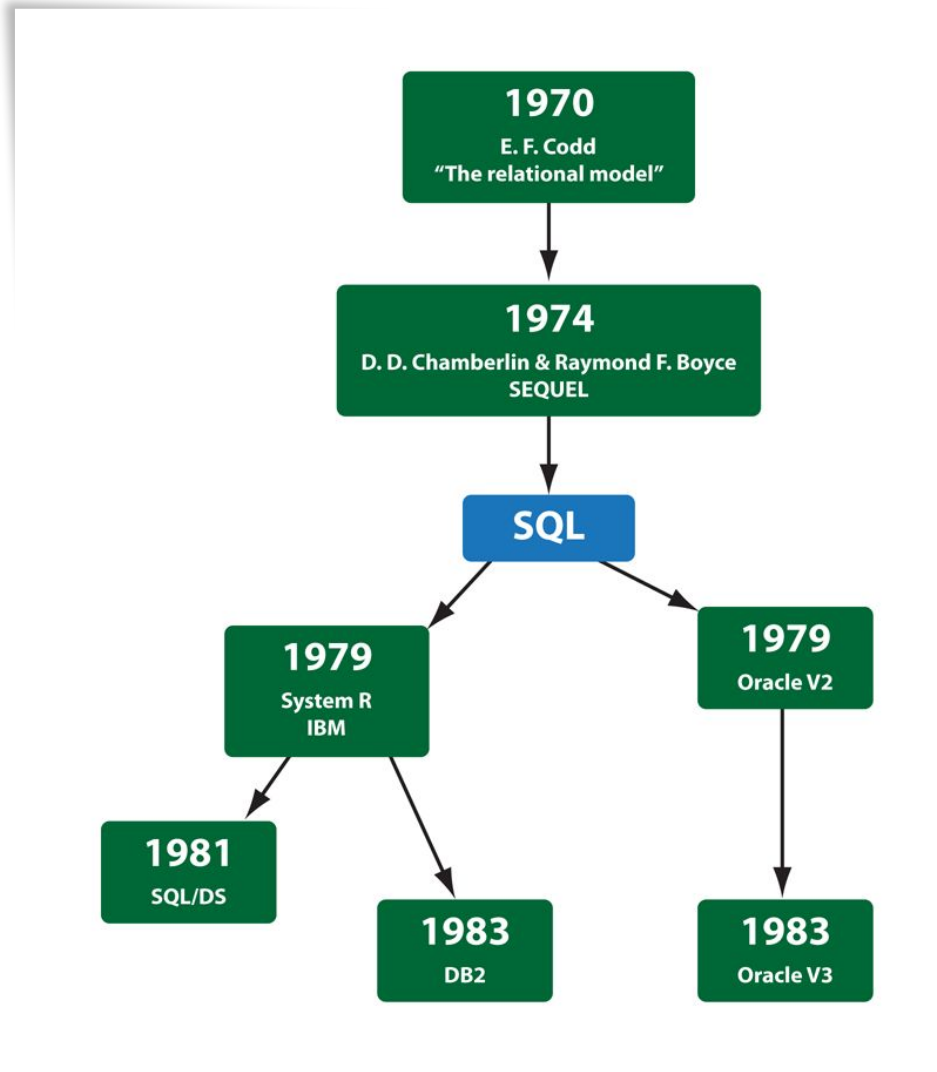 1970
E. F. Codd
“The relational model”
1974
D. D. Chamberlin & Raymond F. Boyce
SEQUEL
SQL
1979
System R
IBM
1979
Oracle V2
1981
SQL/DS
1983
DB2
1983
Oracle V3